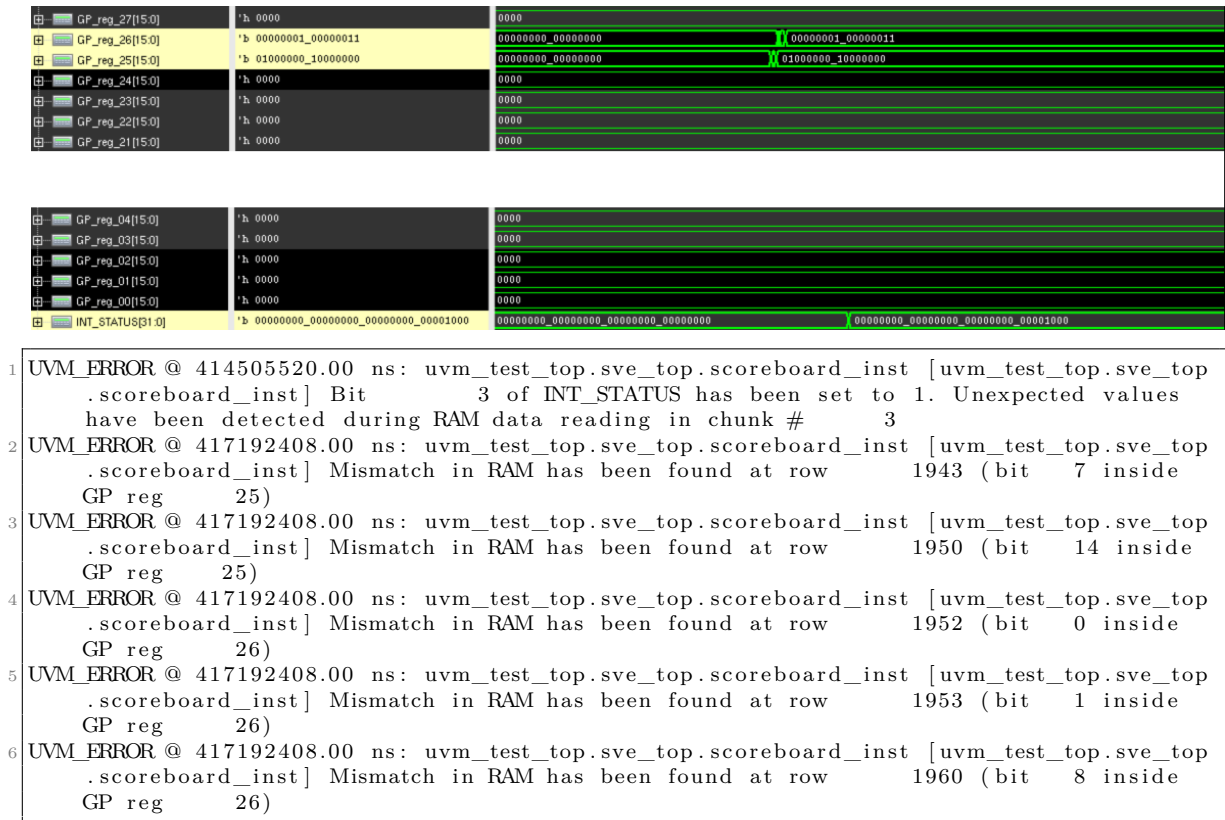 GP_reg_27[15:0] 'h 0000 0000
GP_reg_26[15:0] 'b 00000001_00000011 00000000_00000000 00000001_00000011
GP_reg_25[15:0] 'b 01000000_10000000 00000000_00000000 01000000_10000000
GP_reg_24[15:0] 'h 0000 0000
GP_reg_23[15:0] 'h 0000 0000
GP_reg_22[15:0] 'h 0000 0000
GP_reg_21[15:0] 'h 0000 0000
GP_reg_04[15:0] 'h 0000 0000
GP_reg_03[15:0] 'h 0000 0000
GP_reg_02[15:0] 'h 0000 0000
GP_reg_01[15:0] 'h 0000 0000
GP_reg_00[15:0] 'h 0000 0000
INT_STATUS[31:0] 'b 00000000_00000000_00000000_00001000 00000000_00000000_00000000_00000000 00000000_00000000_00000000_00001000
1 UVM_ERROR @ 414505520.00 ns: uvm_test_top.sve_top.scoreboard_inst [uvm_test_top.sve_top
.scoreboard_inst] Bit 3 of INT_STATUS has been set to 1. Unexpected values
have been detected during RAM data reading in chunk # 3
2 UVM_ERROR @ 417192408.00 ns: uvm_test_top.sve_top.scoreboard_inst [uvm_test_top.sve_top
.scoreboard_inst] Mismatch in RAM has been found at row 1943 (bit 7 inside
GP reg 25)
3 UVM_ERROR @ 417192408.00 ns: uvm_test_top.sve_top.scoreboard_inst [uvm_test_top.sve_top
.scoreboard_inst] Mismatch in RAM has been found at row 1950 (bit 14 inside
GP reg 25)
4 UVM_ERROR @ 417192408.00 ns: uvm_test_top.sve_top.scoreboard_inst [uvm_test_top.sve_top
.scoreboard_inst] Mismatch in RAM has been found at row 1952 (bit 0 inside
GP reg 26)
5 UVM_ERROR @ 417192408.00 ns: uvm_test_top.sve_top.scoreboard_inst [uvm_test_top.sve_top
.scoreboard_inst] Mismatch in RAM has been found at row 1953 (bit 1 inside
GP reg 26)
6 UVM_ERROR @ 417192408.00 ns: uvm_test_top.sve_top.scoreboard_inst [uvm_test_top.sve_top
.scoreboard_inst] Mismatch in RAM has been found at row 1960 (bit 8 inside
GP reg 26)